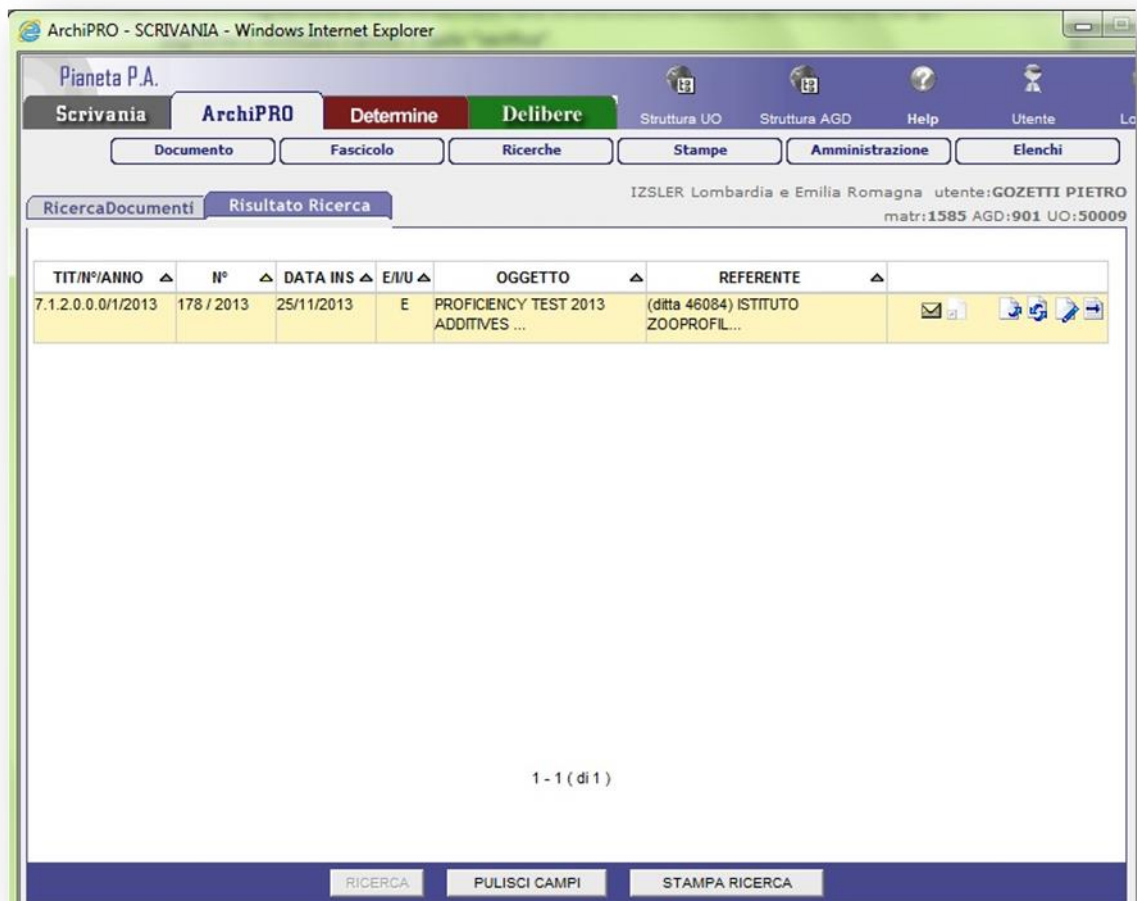 ArchiPRO - SCRIVANIA - Windows Internet Explorer
Pianeta P.A.
Scrivania ArchiPRO Determine Delibere Struttura UO Struttura AGD Help Utente Lo
Documento Fascicolo Ricerche Stampe Amministrazione Elenchi
IZSLER Lombardia e Emilia Romagna utente:GOZETTI PIETRO
RicercaDocumenti Risultato Ricerca matr:1585 AGD:901 UO:50009
TIT/Nº/ANNO Nº DATA INS E/I/U OGGETTO REFERENTE
7.1.2.0.0.0/1/2013 178 / 2013 25/11/2013 E PROFICIENCY TEST 2013 (ditta 46084) ISTITUTO
ADDITIVES ... ZOOPROFIL...
1 - 1 ( di 1 )
RICERCA PULISCI CAMPI STAMPA RICERCA